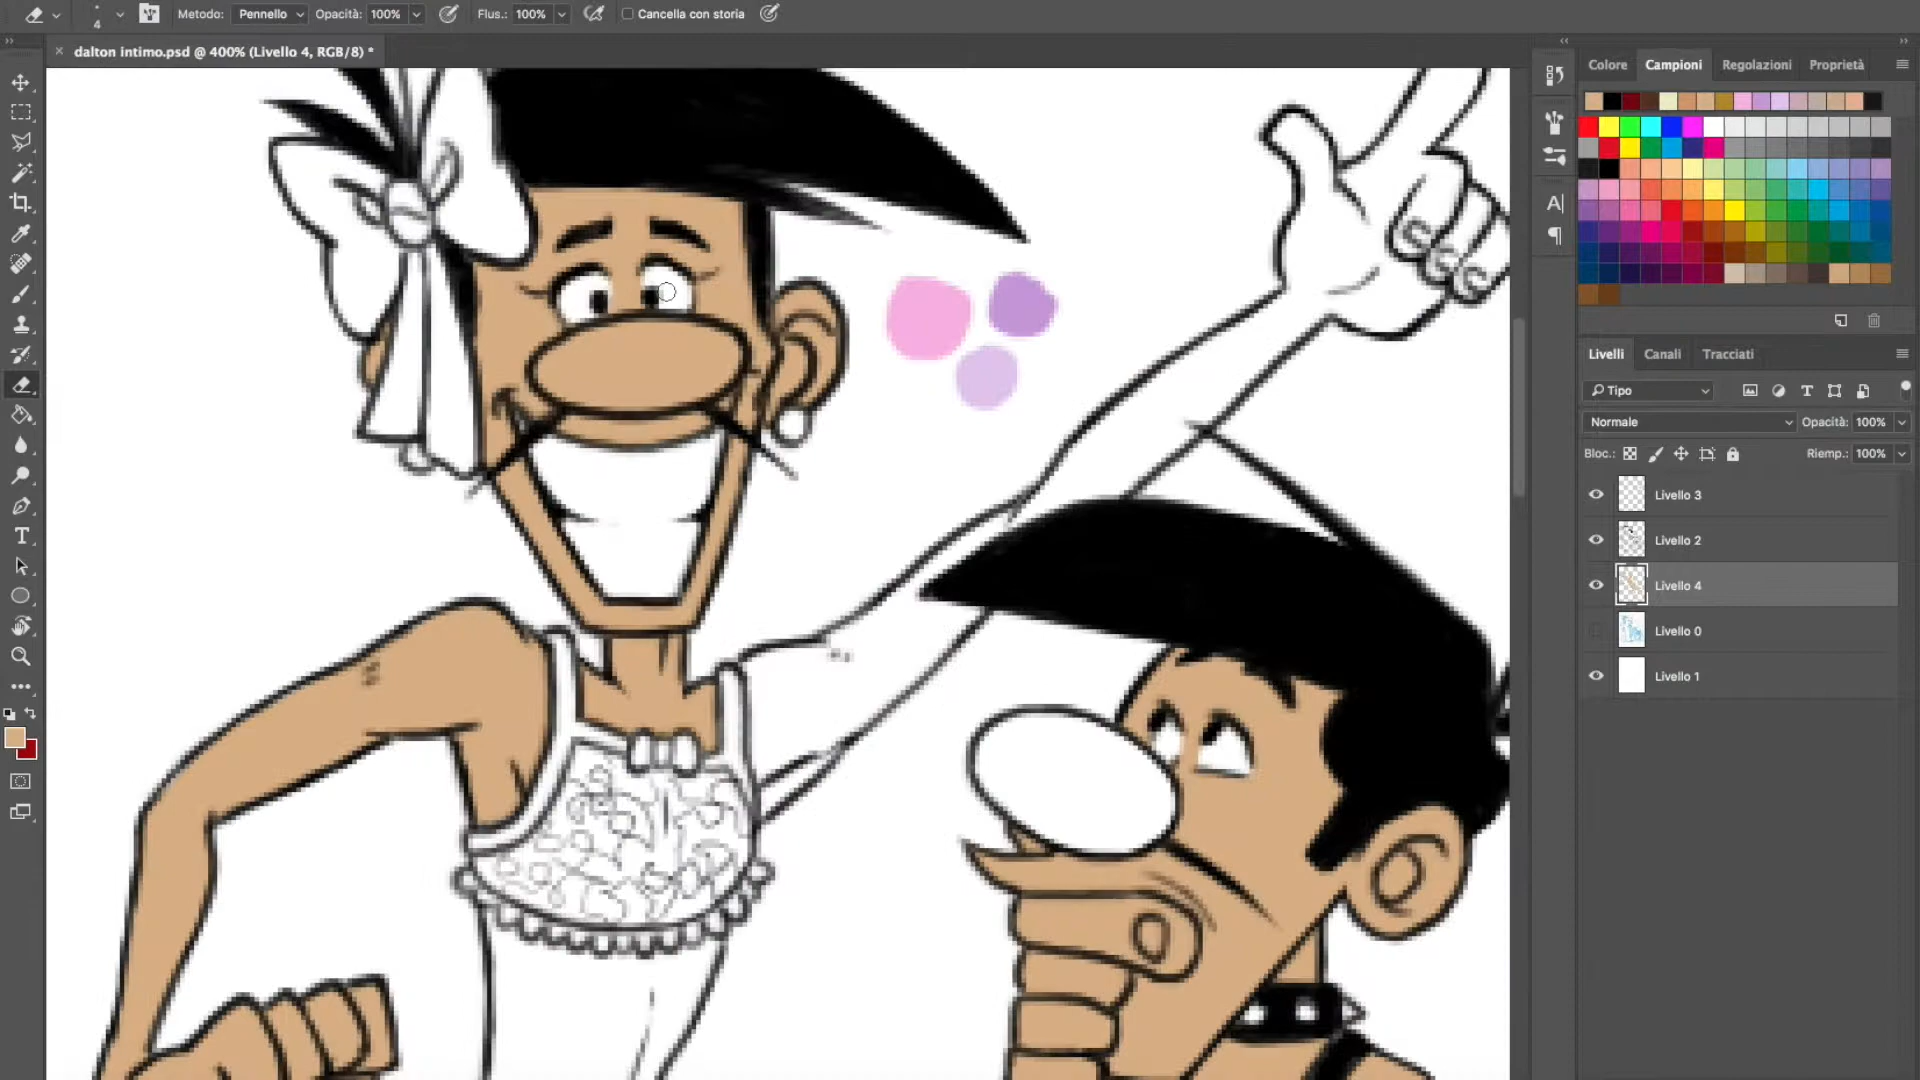 4
Metodo: Pennello
Opacità: 100%
Flus.: 100%
Cancella con storia
× dalton intimo.psd @ 400% (Livello 4, RGB/8) *
Colore Campioni Regolazioni Proprietà
Livelli Canali Tracciati
Tipo
Normale
Opacità: 100%
Bloc.:
Riemp.: 100%
Livello 3
Livello 2
Livello 4
Livello 0
Livello 1